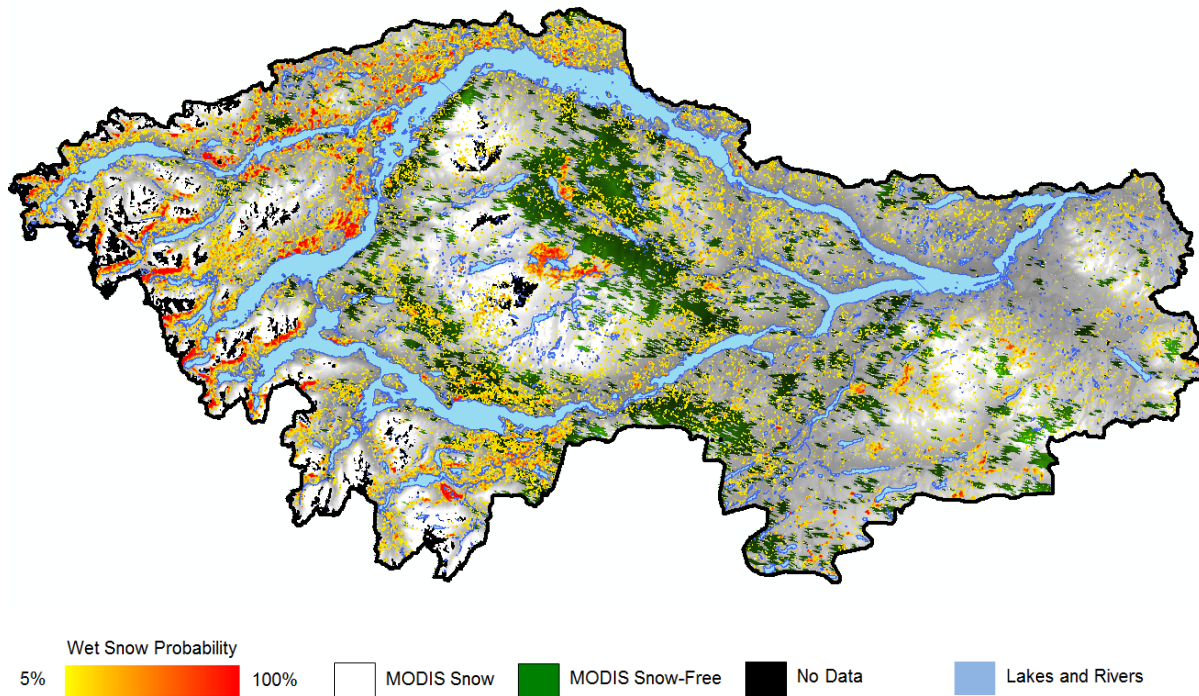 Wet Snow Probability
5% 100% MODIS Snow MODIS Snow-Free No Data Lakes and Rivers